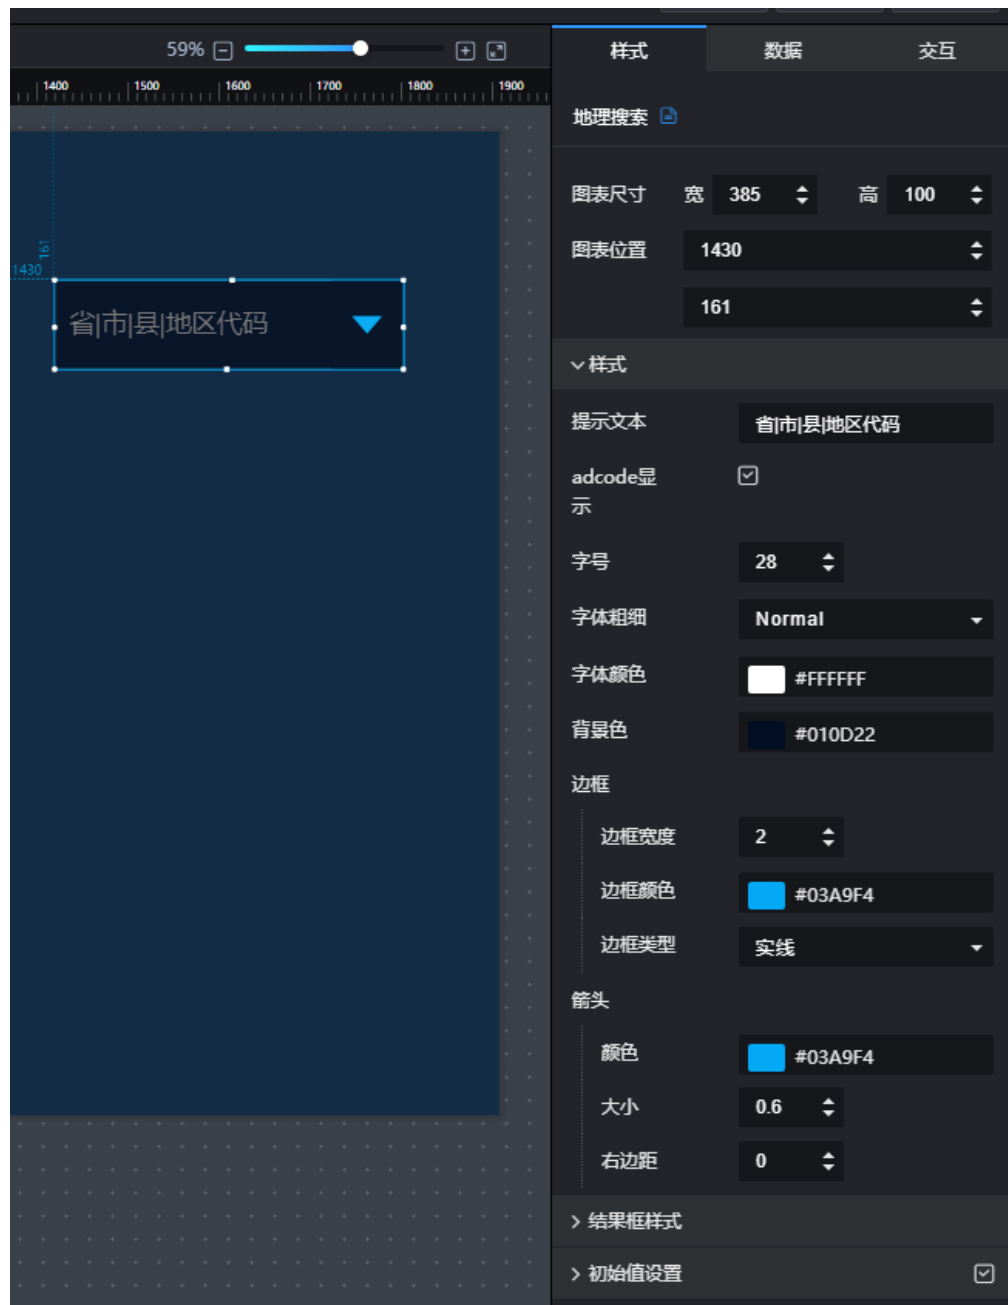 59%
样式 数据 交互
1400 1500 1600 1700 1800 1900
地理搜索
图表尺寸 宽 385 高 100
图表位置 1430
161
161
1430
省|市|县|地区代码
样式
提示文本 省|市|县|地区代码
adcode显
示
字号 28
字体粗细 Normal
字体颜色 #FFFFFF
背景色 #010D22
边框
边框宽度 2
边框颜色 #03A9F4
边框类型 实线
箭头
颜色 #03A9F4
大小 0.6
右边距 0
结果框样式
初始值设置